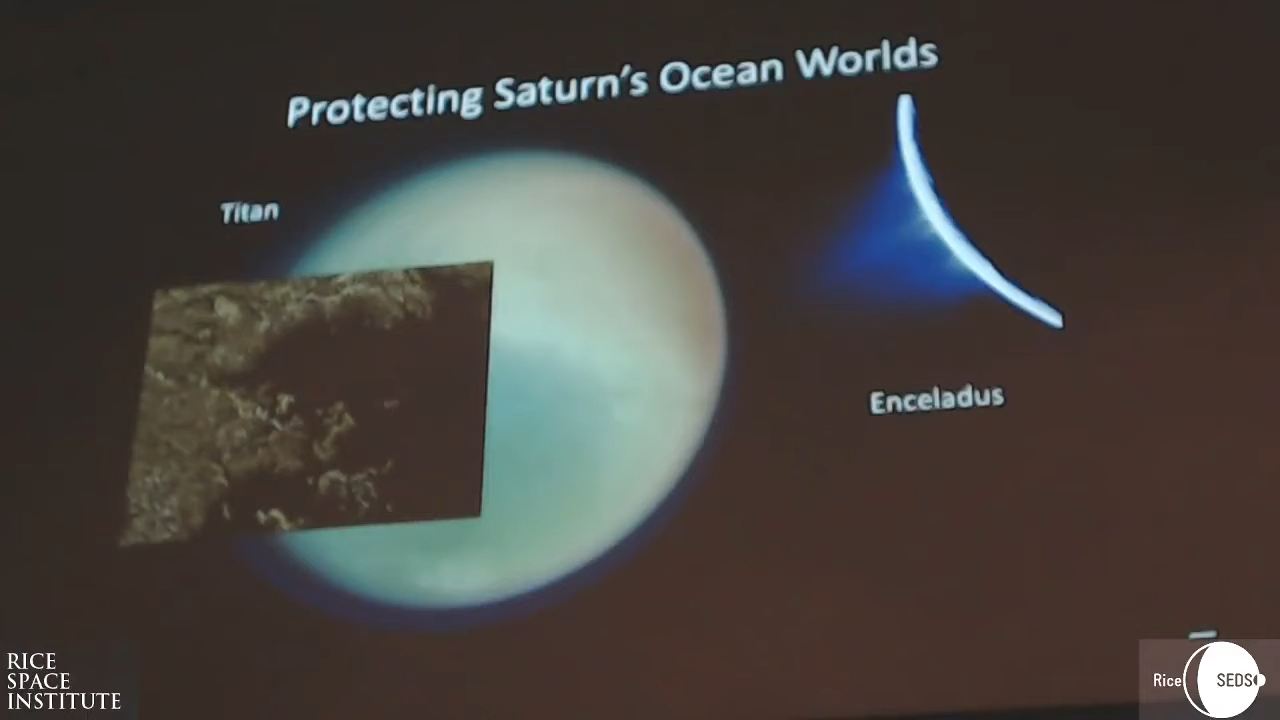 Protecting Saturn's Ocean Worlds
Titan
Enceladus
RICE
SPACE
INSTITUTE
Rice SEDS